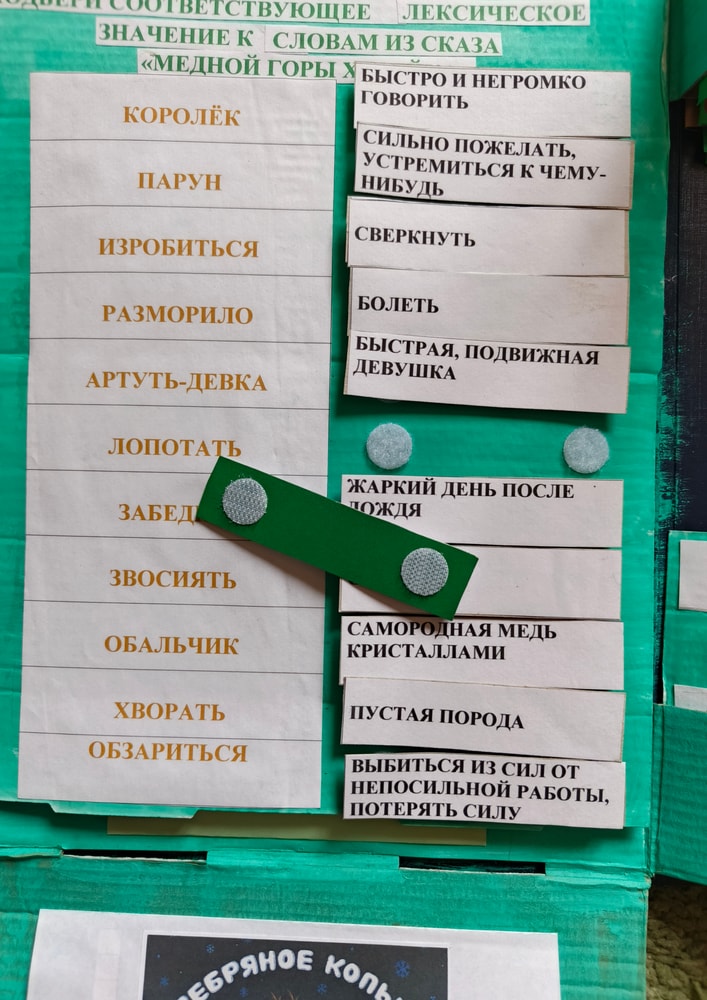 СООТВЕТСТВУЮЩЕЕ ЛЕКСИЧЕСКОЕ
ЗНАЧЕНИЕ К СЛОВАМ ИЗ СКАЗА
«МЕДНОЙ ГОРЫ
КОРОЛЁК
ПАРУН
ИЗРОБИТЬСЯ
РАЗМОРИЛО
АРТУТЬ-ДЕВКА
ЛОПОТАТЬ
ЗВОСИЯТЬ
ОБАЛЬЧИК
ХВОРАТЬ
ОБЗАРИТЬСЯ
БЫСТРО И НЕГРОМКО
ГОВОРИТЬ
СИЛЬНО ПОЖЕЛАТЬ,
УСТРЕМИТЬСЯ К ЧЕМУ-
НИБУДЬ
СВЕРКНУТЬ
БОЛЕТЬ
БЫСТРАЯ, ПОДВИЖНАЯ
ДЕВУШКА
ЖАРКИЙ ДЕНЬ ПОСЛЕ
ДОЖДЯ
САМОРОДНАЯ МЕДЬ
КРИСТАЛЛАМИ
ПУСТАЯ ПОРОДА
ВЫБИТЬСЯ ИЗ СИЛ ОТ
НЕПОСИЛЬНОЙ РАБОТЫ,
ПОТЕРЯТЬ СИЛУ